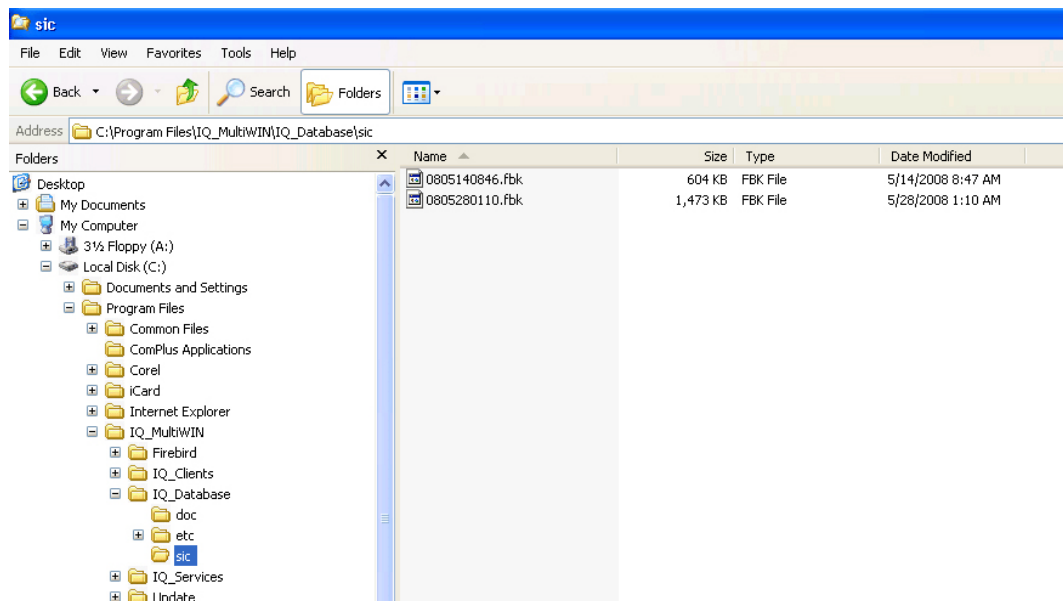 sic
File Edit View Favorites Tools Help
Back Search Folders
Address C:\Program Files\IQ_MultiWIN\IQ_Database\sic
Folders X Name Size Type Date Modified
Desktop
My Documents
My Computer
3½ Floppy (A:)
Local Disk (C:)
Documents and Settings
Program Files
Common Files
ComPlus Applications
Corel
iCard
Internet Explorer
IQ_MultiWIN
Firebird
IQ_Clients
IQ_Database
doc
etc
sic
IQ_Services
Update
0805140846.fbk 604 KB FBK File 5/14/2008 8:47 AM
0805280110.fbk 1,473 KB FBK File 5/28/2008 1:10 AM